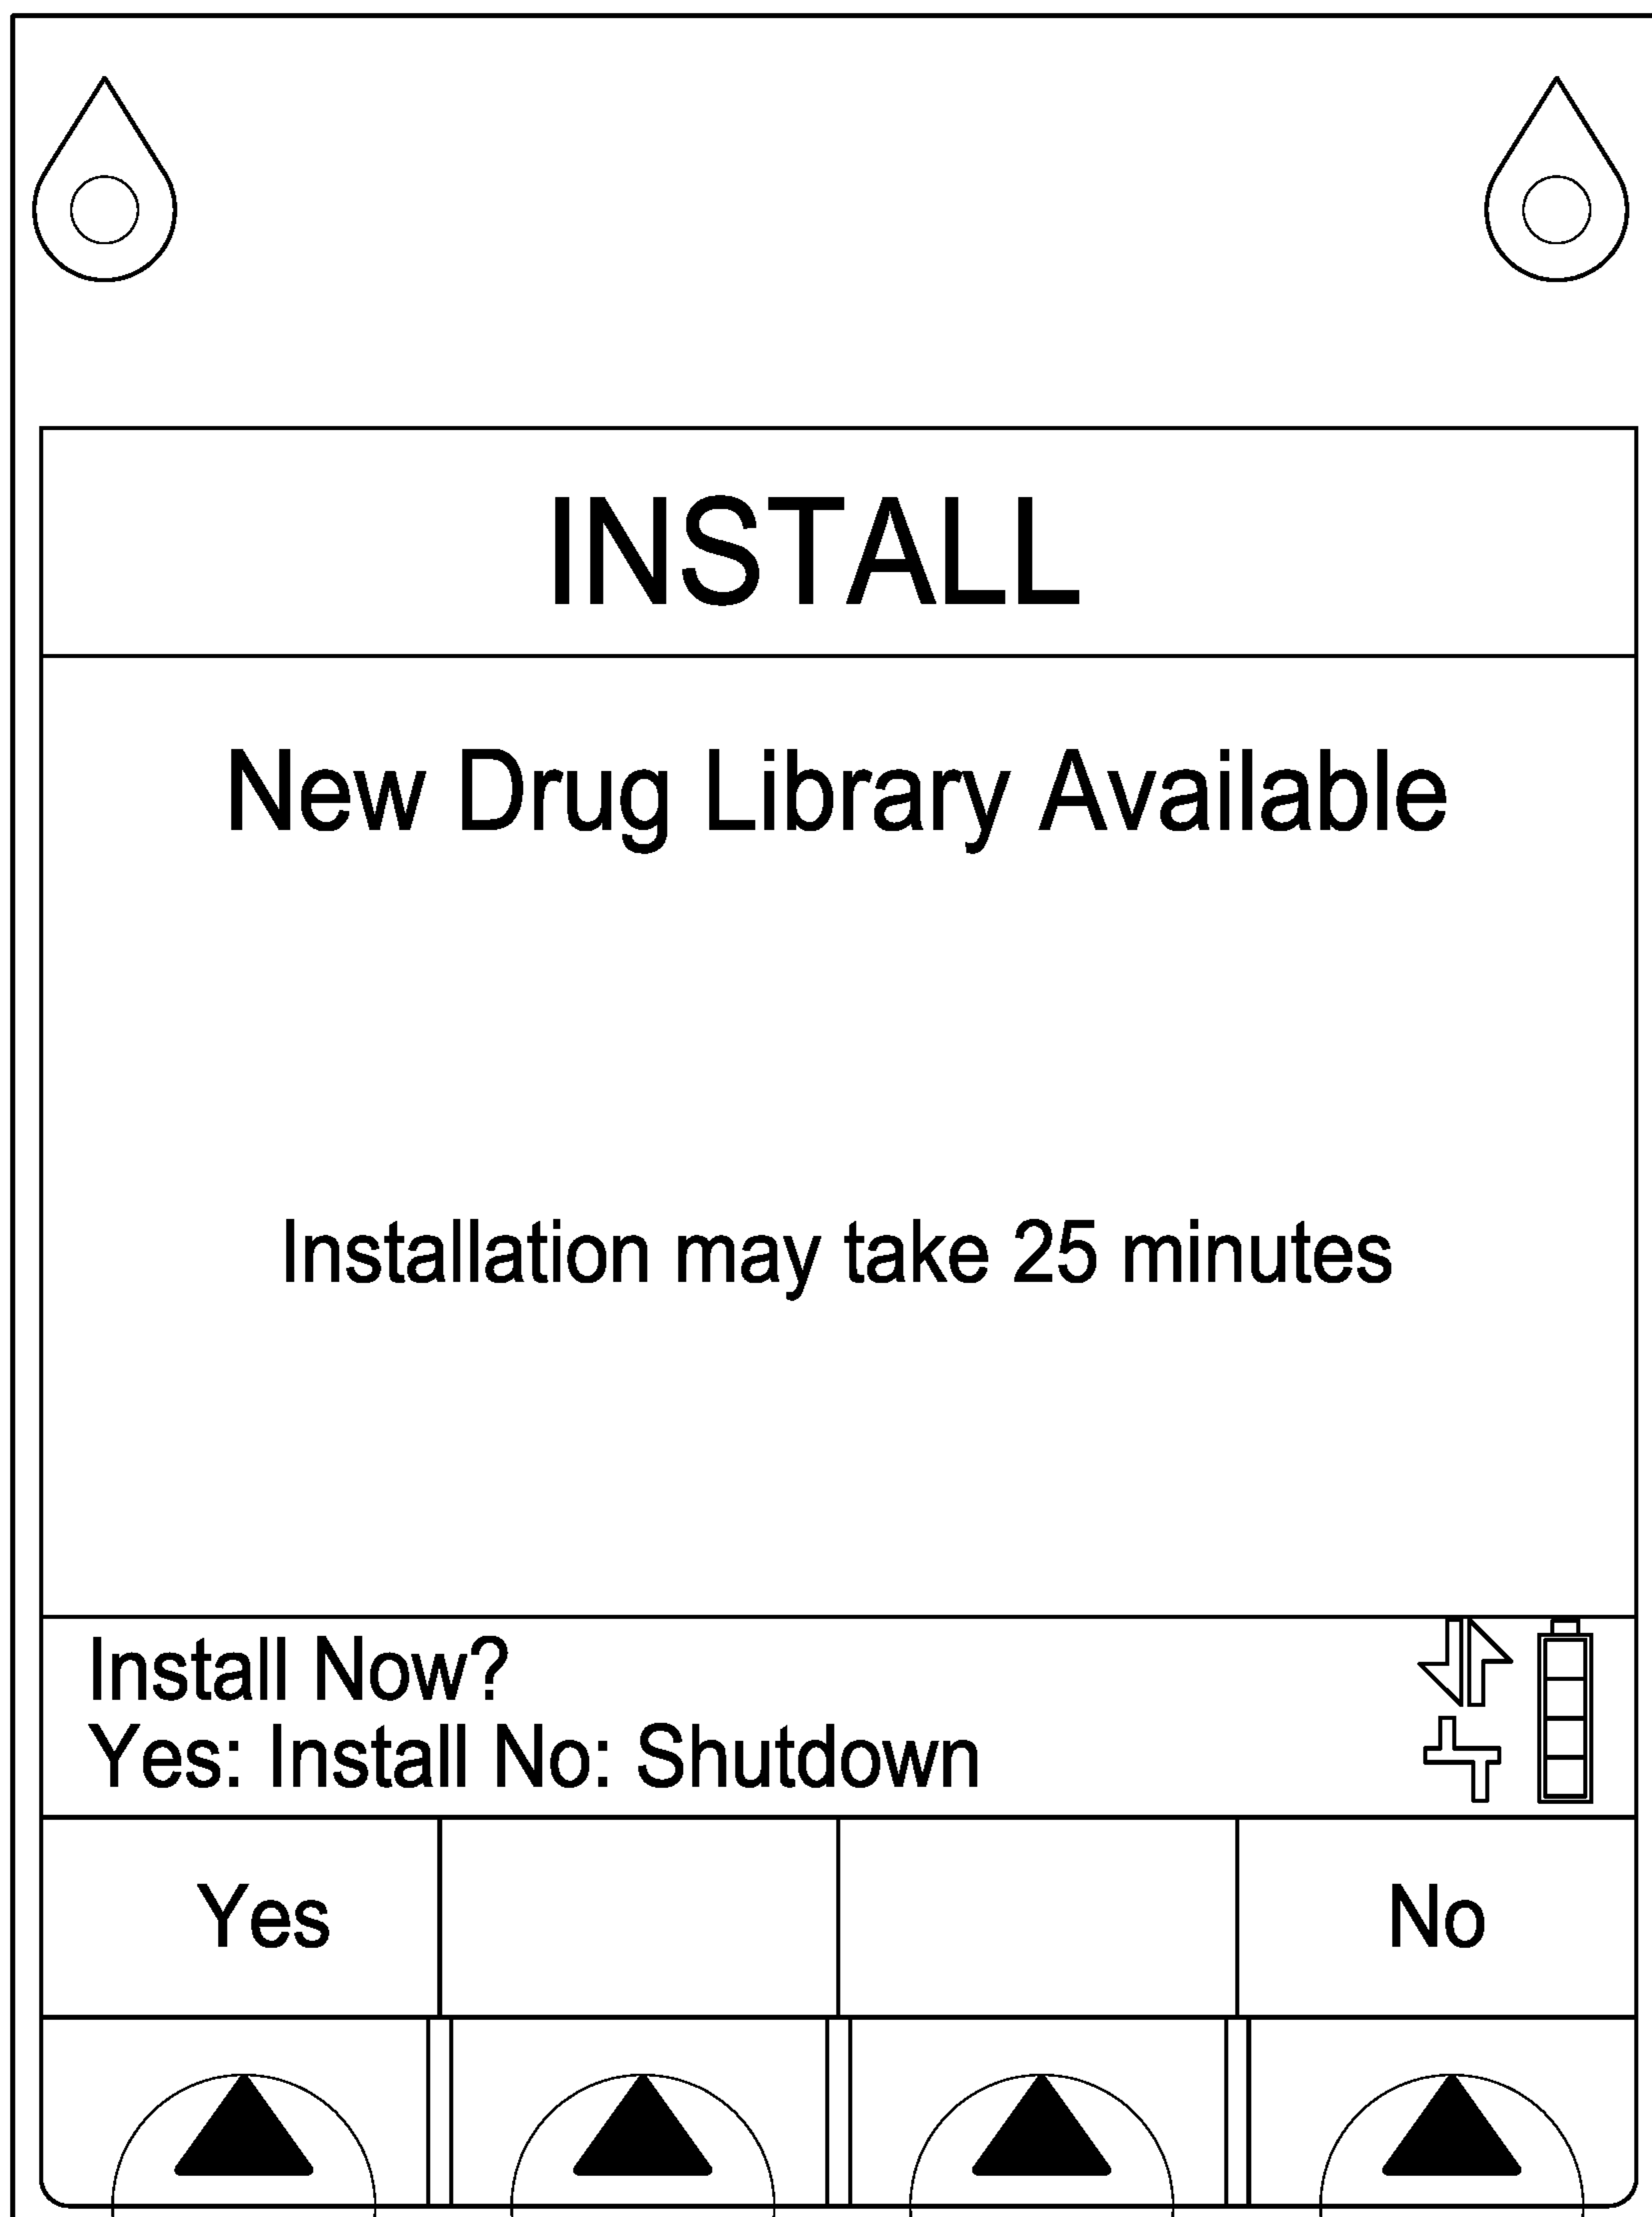 INSTALL
New Drug Library Available
Installation may take 25 minutes
Install Now?
Yes: Install No: Shutdown
Yes No